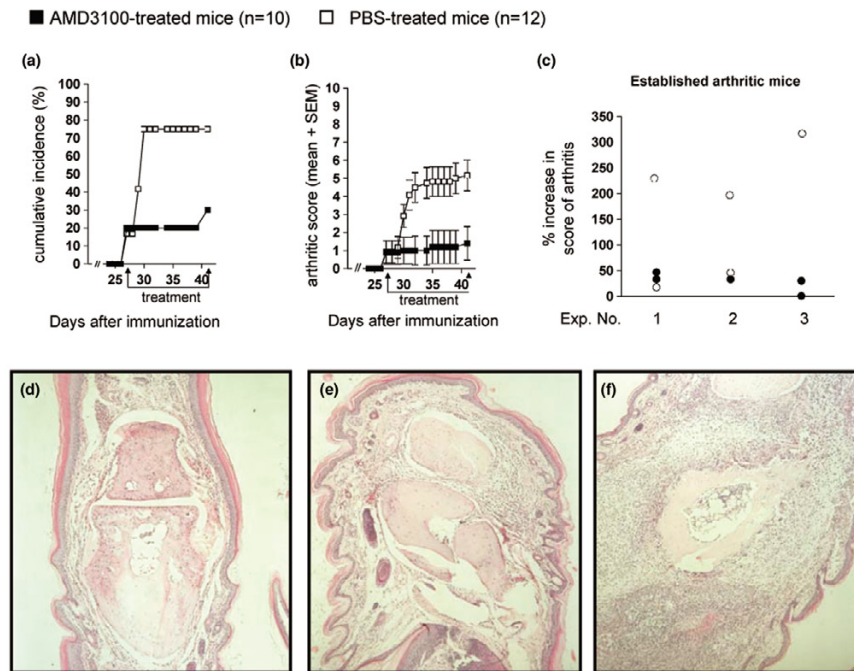 AMD3100-treated mice (n=10) PBS-treated mice (n=12)
(a)
cumulative incidence (%)
100
90
80
70
60
50
40
30
20
10
0
//
25 30 35 40
treatment
Days after immunization
(b)
arthritic score (mean + SEM)
10
9
8
7
6
5
4
3
2
1
0
//
25 30 35 40
treatment
Days after immunization
(c)
Established arthritic mice
% increase in
score of arthritis
350
300
250
200
150
100
50
0
Exp. No. 1 2 3
(d)
(e)
(f)